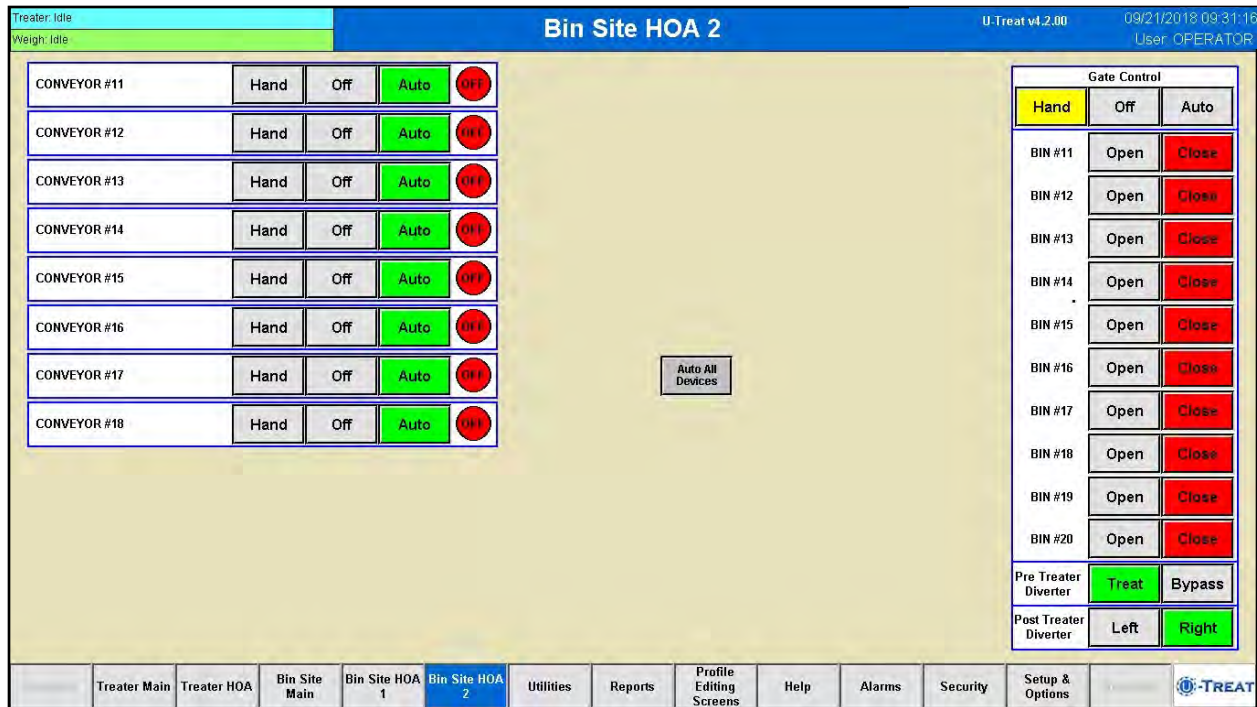 Treater: Idle
Weigh: Idle
Bin Site HOA 2
U-Treat v4.2.00
09/21/2018 09:31:16
User: OPERATOR
CONVEYOR #11 Hand Off Auto OFF
CONVEYOR #12 Hand Off Auto OFF
CONVEYOR #13 Hand Off Auto OFF
CONVEYOR #14 Hand Off Auto OFF
CONVEYOR #15 Hand Off Auto OFF
CONVEYOR #16 Hand Off Auto OFF
CONVEYOR #17 Hand Off Auto OFF
CONVEYOR #18 Hand Off Auto OFF
Auto All
Devices
Gate Control
Hand Off Auto
BIN #11 Open Close
BIN #12 Open Close
BIN #13 Open Close
BIN #14 Open Close
BIN #15 Open Close
BIN #16 Open Close
BIN #17 Open Close
BIN #18 Open Close
BIN #19 Open Close
BIN #20 Open Close
Pre Treater
Diverter
Treat Bypass
Post Treater
Diverter
Left Right
Treater Main
Treater HOA
Bin Site
Main
Bin Site HOA
1
Bin Site HOA
2
Utilities
Reports
Profile
Editing
Screens
Help
Alarms
Security
Setup &
Options
U-TREAT